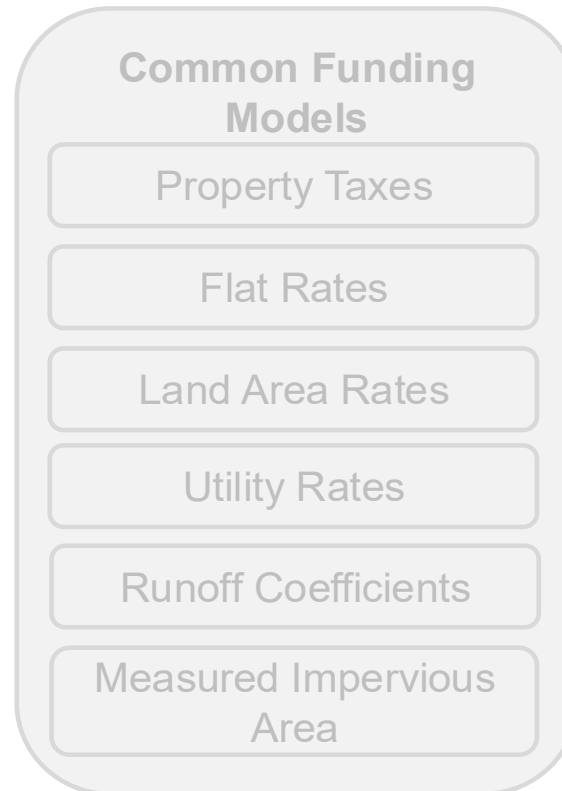 Common Funding
Models
Property Taxes
Flat Rates
Land Area Rates
Utility Rates
Runoff Coefficients
Measured Impervious
Area